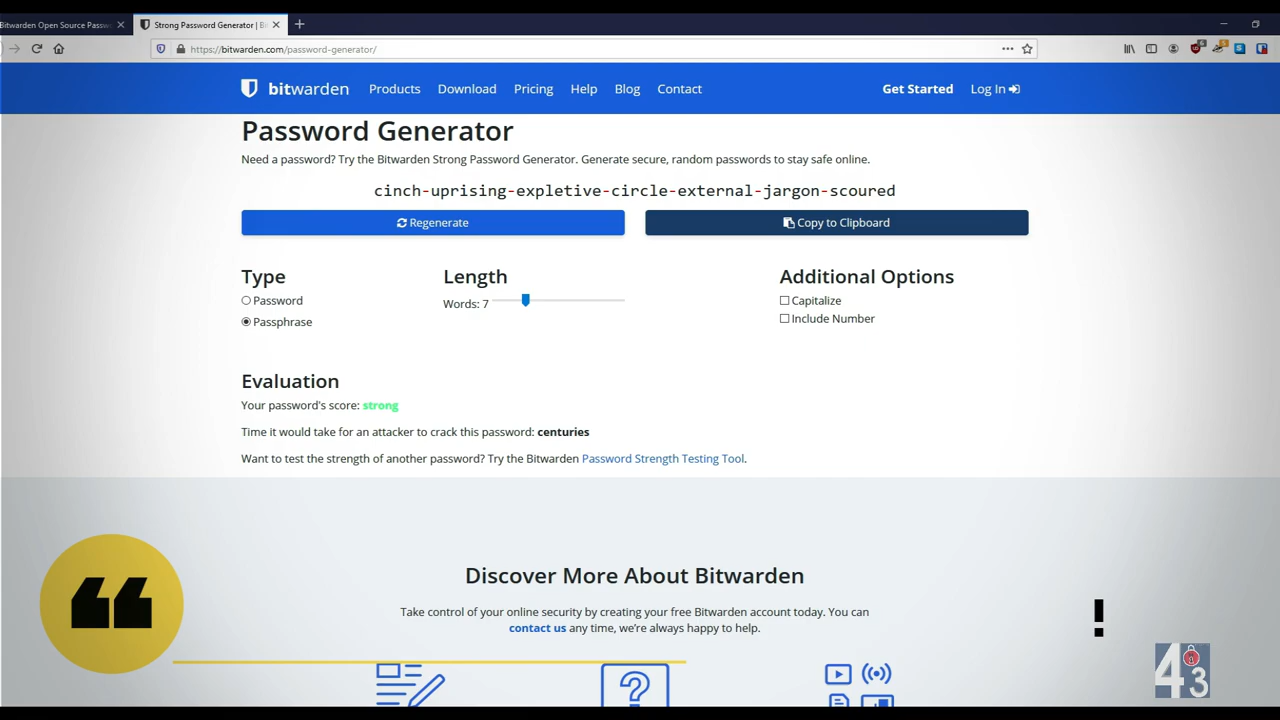 Bitwarden Open Source Passw
Strong Password Generator | Bi
https://bitwarden.com/password-generator/
bitwarden
Products
Download
Pricing
Help
Blog
Contact
Get Started
Log In
Password Generator
Need a password? Try the Bitwarden Strong Password Generator. Generate secure, random passwords to stay safe online.
cinch-uprising-expletive-circle-external-jargon-scoured
Regenerate
Copy to Clipboard
Type
Length
Additional Options
Password
Words: 7
Capitalize
Passphrase
Include Number
Evaluation
Your password's score: strong
Time it would take for an attacker to crack this password: centuries
Want to test the strength of another password? Try the Bitwarden Password Strength Testing Tool.
Discover More About Bitwarden
Take control of your online security by creating your free Bitwarden account today. You can
contact us any time, we're always happy to help.
“
!
43